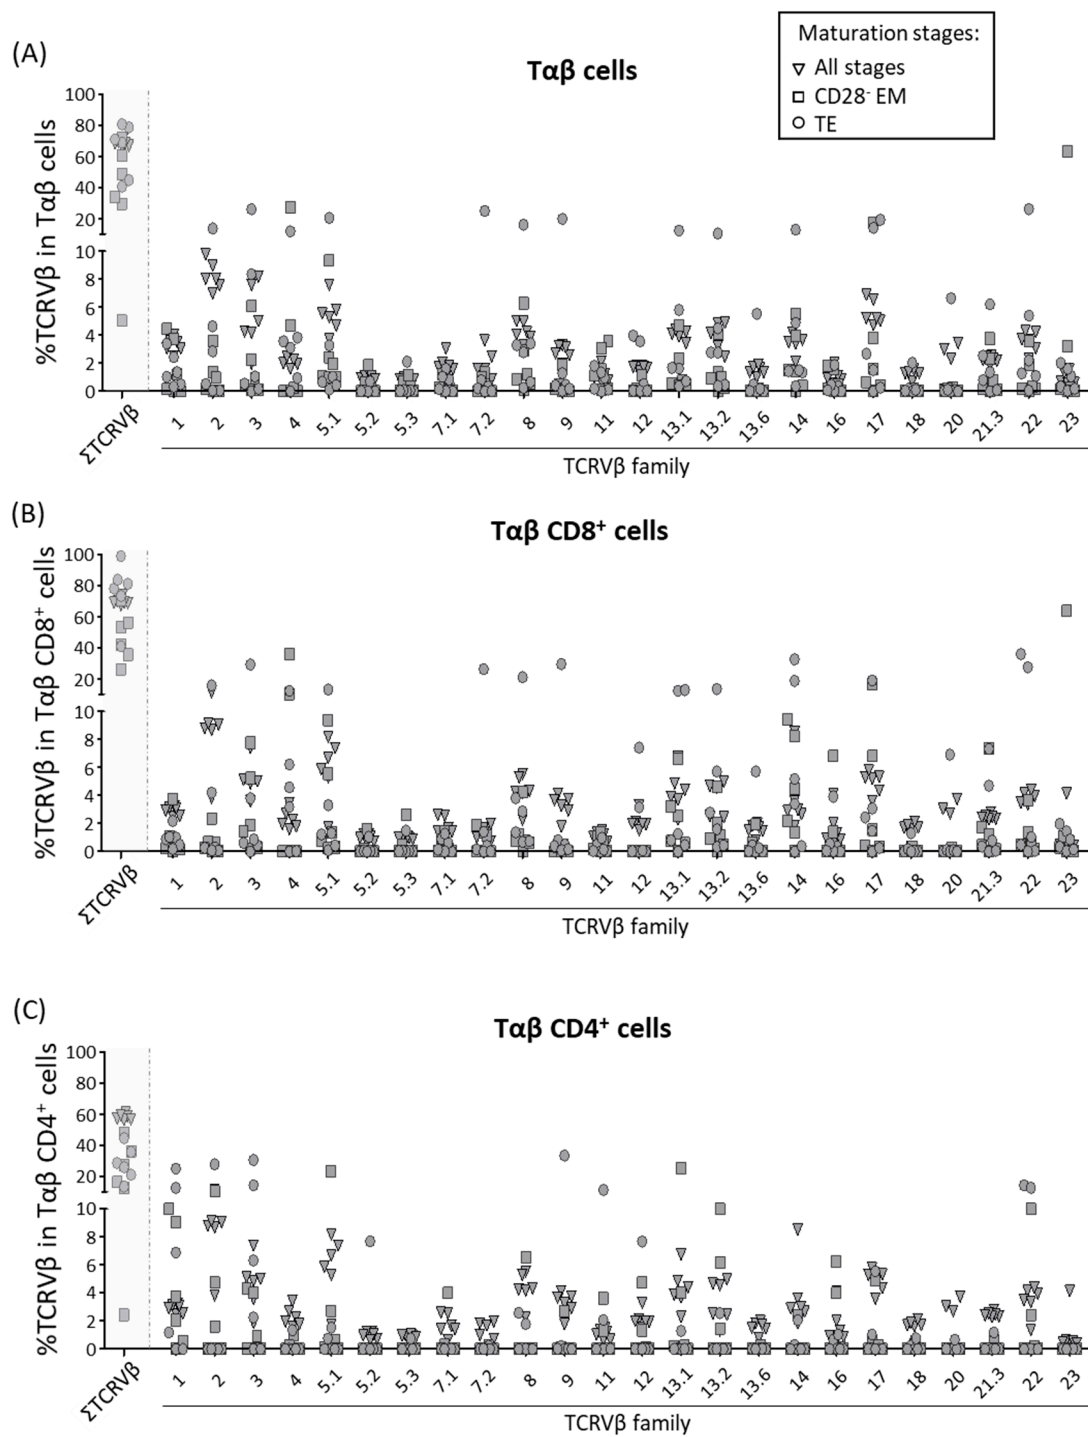 Maturation stages:
All stages
CD28⁻ EM
TE
(A)
Tαβ cells
%TCRVβ in Tαβ cells
100
80
60
40
20
10
8
6
4
2
0
ΣTCRVβ
1 2 3 4 5.1 5.2 5.3 7.1 7.2 8 9 11 12 13.1 13.2 13.6 14 16 17 18 20 21.3 22 23
TCRVβ family
(B)
Tαβ CD8⁺ cells
%TCRVβ in Tαβ CD8⁺ cells
100
80
60
40
20
10
8
6
4
2
0
ΣTCRVβ
1 2 3 4 5.1 5.2 5.3 7.1 7.2 8 9 11 12 13.1 13.2 13.6 14 16 17 18 20 21.3 22 23
TCRVβ family
(C)
Tαβ CD4⁺ cells
%TCRVβ in Tαβ CD4⁺ cells
100
80
60
40
20
10
8
6
4
2
0
ΣTCRVβ
1 2 3 4 5.1 5.2 5.3 7.1 7.2 8 9 11 12 13.1 13.2 13.6 14 16 17 18 20 21.3 22 23
TCRVβ family